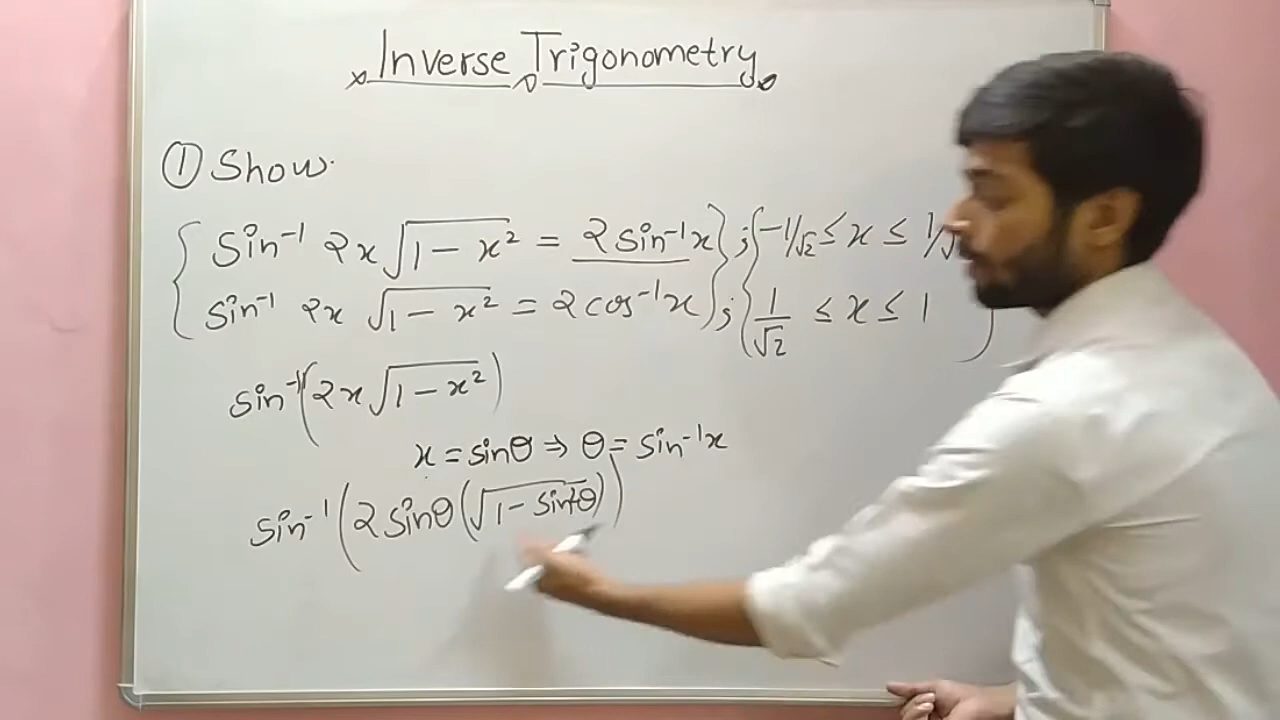 Inverse Trigonometry
① Show
{ Sin⁻¹ 2x √(1 − x²) = 2 sin⁻¹x } ; { −1/√2 ≤ x ≤ 1/√
sin⁻¹ 2x √(1 − x²) = 2 cos⁻¹x ) ; { 1/√2 ≤ x ≤ 1 )
sin⁻¹(2x √(1 − x²))
x = sinθ ⇒ θ = sin⁻¹x
sin⁻¹(2 sinθ (√(1 − sin²θ)))